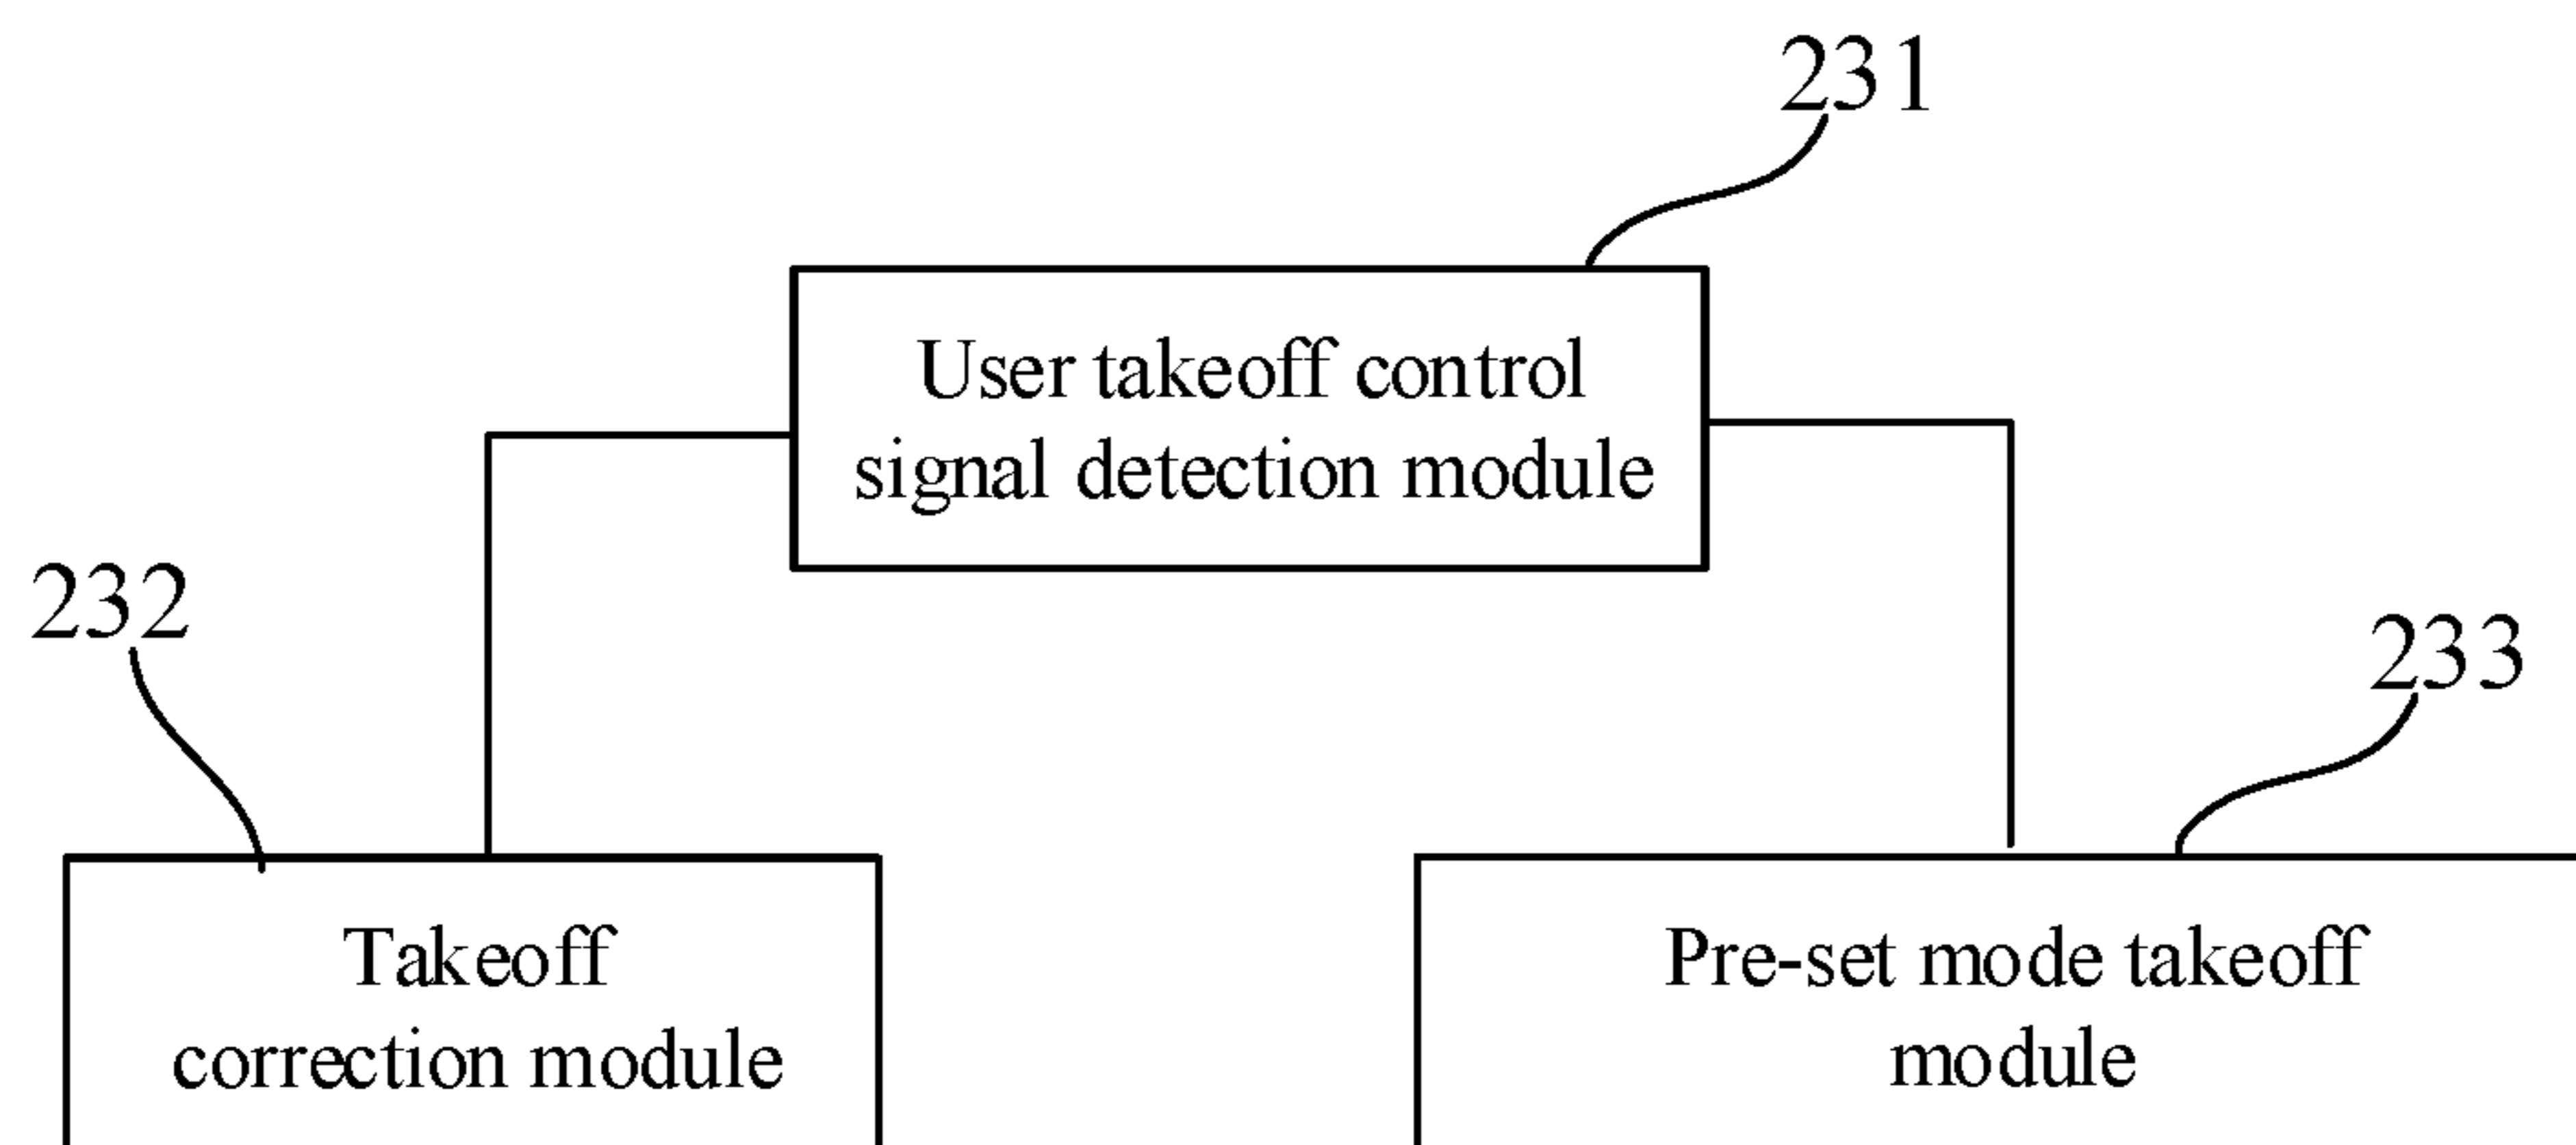 231
User takeoff control
signal detection module
232
233
Takeoff
correction module
Pre-set mode takeoff
module